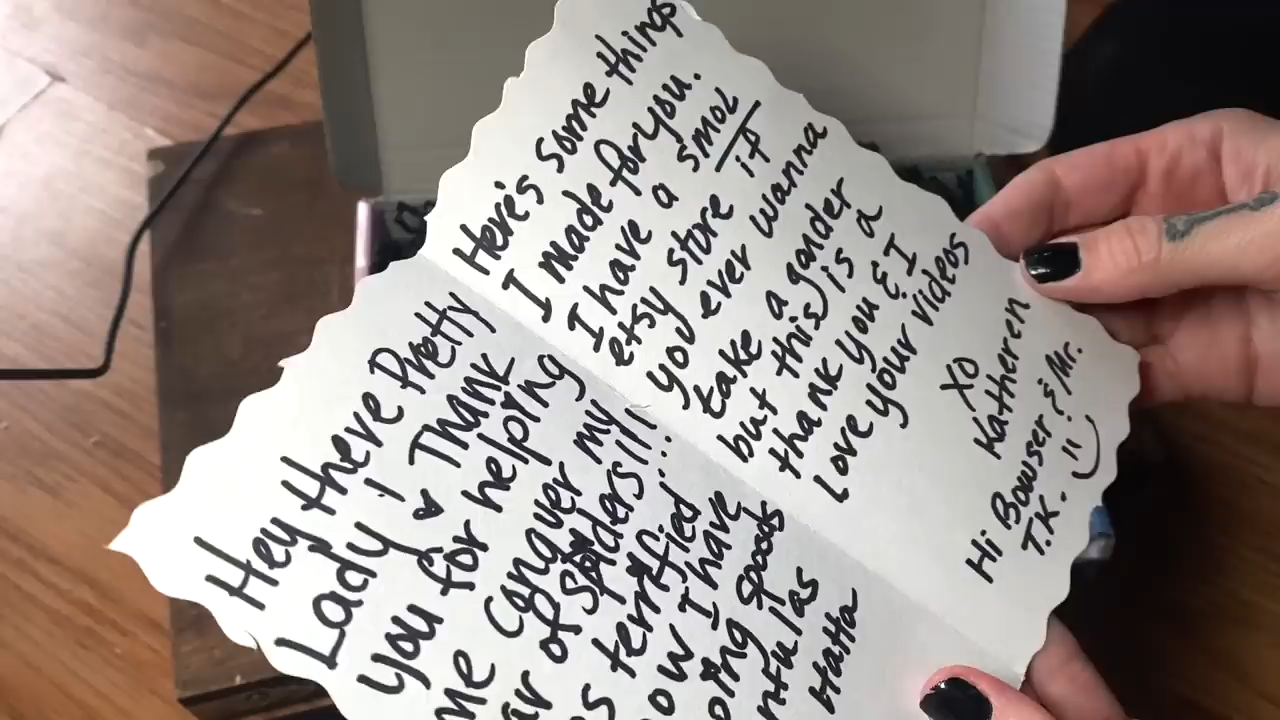 Hey there Pretty
Lady! ♥ Thank
you for helping
me conquer my
of spiders!!!
terrified...
now I have
spoods
Here's some things
I made for you.
I have a smol
etsy store if
you ever wanna
take a gander
but this is a
thank you & I
love your videos
XO
Katheren
Hi Bowser & Mr.
T.K. =)